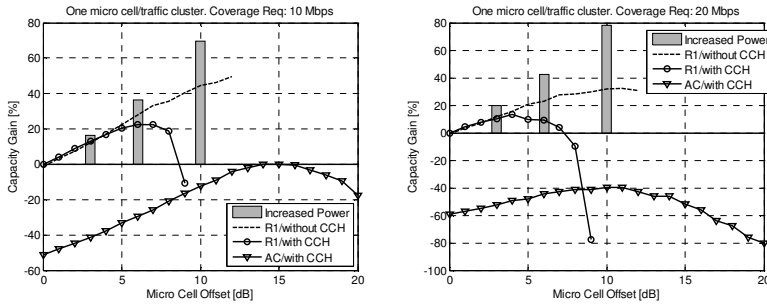 One micro cell/traffic cluster. Coverage Req: 10 Mbps
80
60
40
20
0
-20
-40
-60
Capacity Gain [%]
Increased Power
R1/without CCH
R1/with CCH
AC/with CCH
0 5 10 15 20
Micro Cell Offset [dB]
One micro cell/traffic cluster. Coverage Req: 20 Mbps
80
60
40
20
0
-20
-40
-60
-80
-100
Capacity Gain [%]
Increased Power
R1/without CCH
R1/with CCH
AC/with CCH
0 5 10 15 20
Micro Cell Offset [dB]